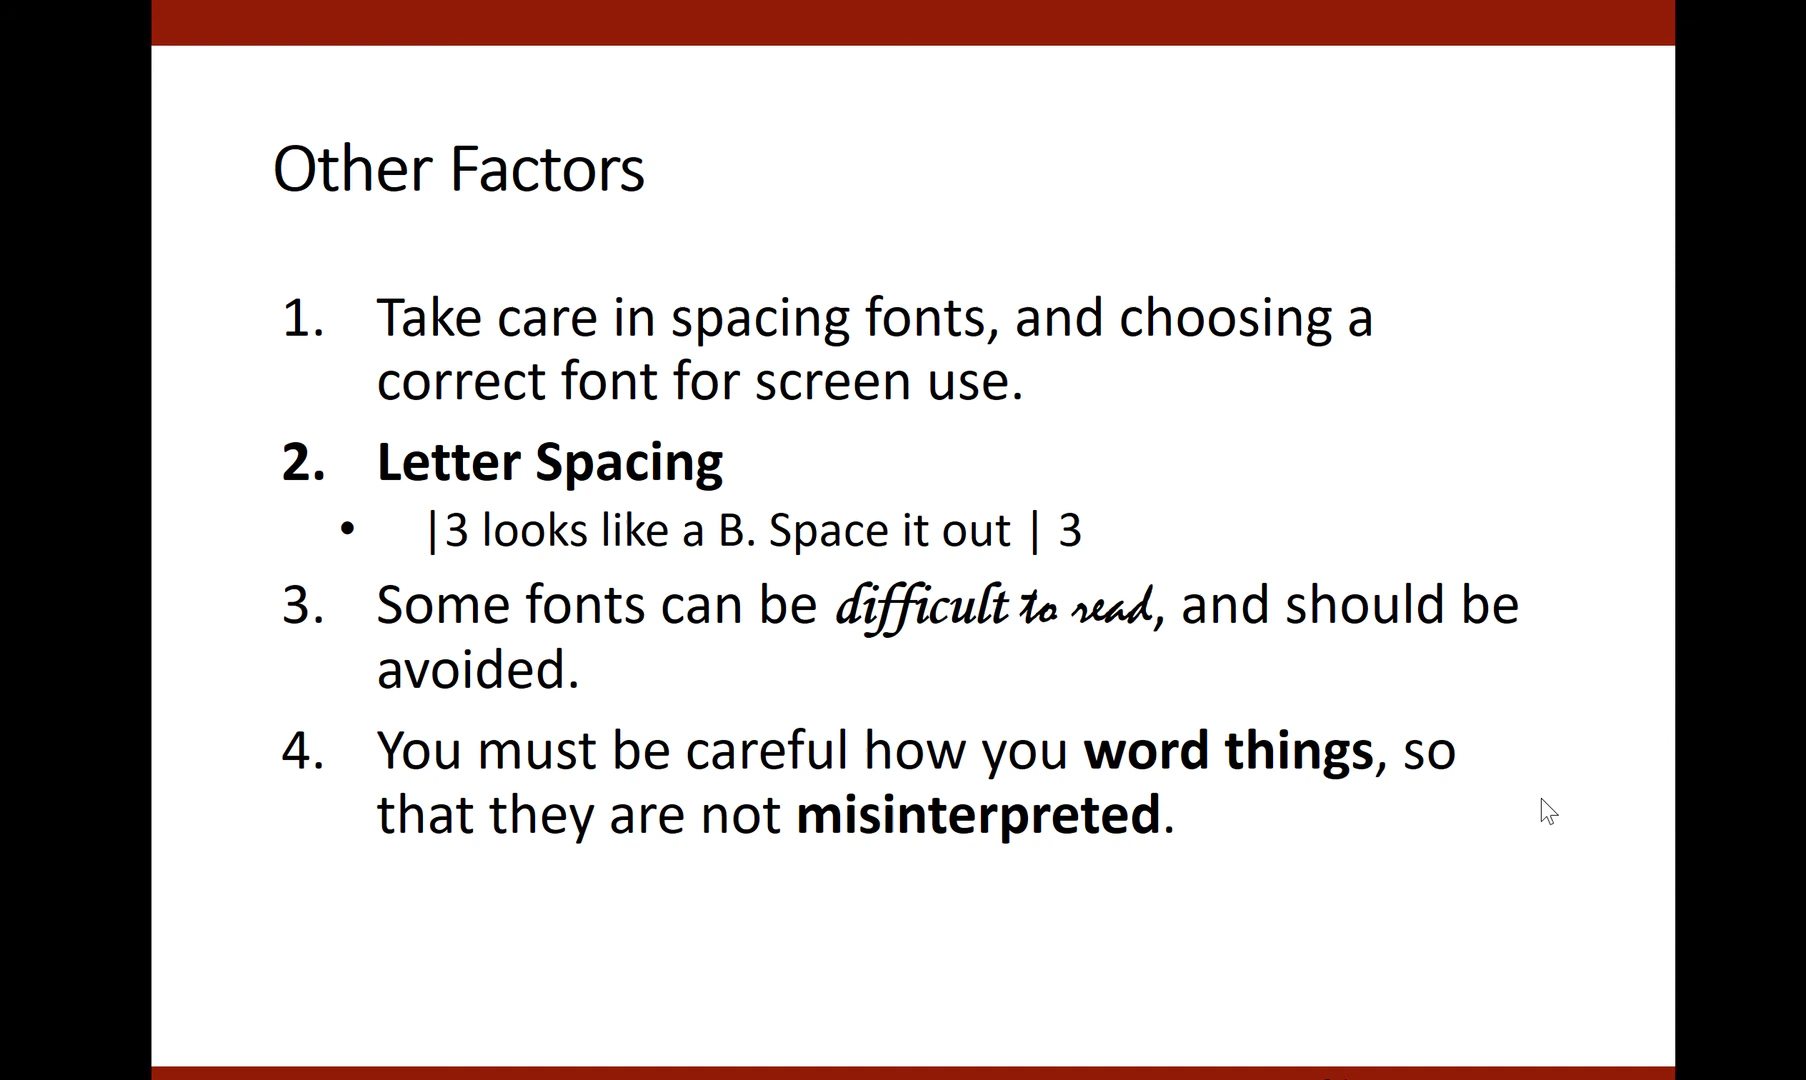 Other Factors
1. Take care in spacing fonts, and choosing a
correct font for screen use.
2. Letter Spacing
• |3 looks like a B. Space it out | 3
3. Some fonts can be difficult to read, and should be
avoided.
4. You must be careful how you word things, so
that they are not misinterpreted.